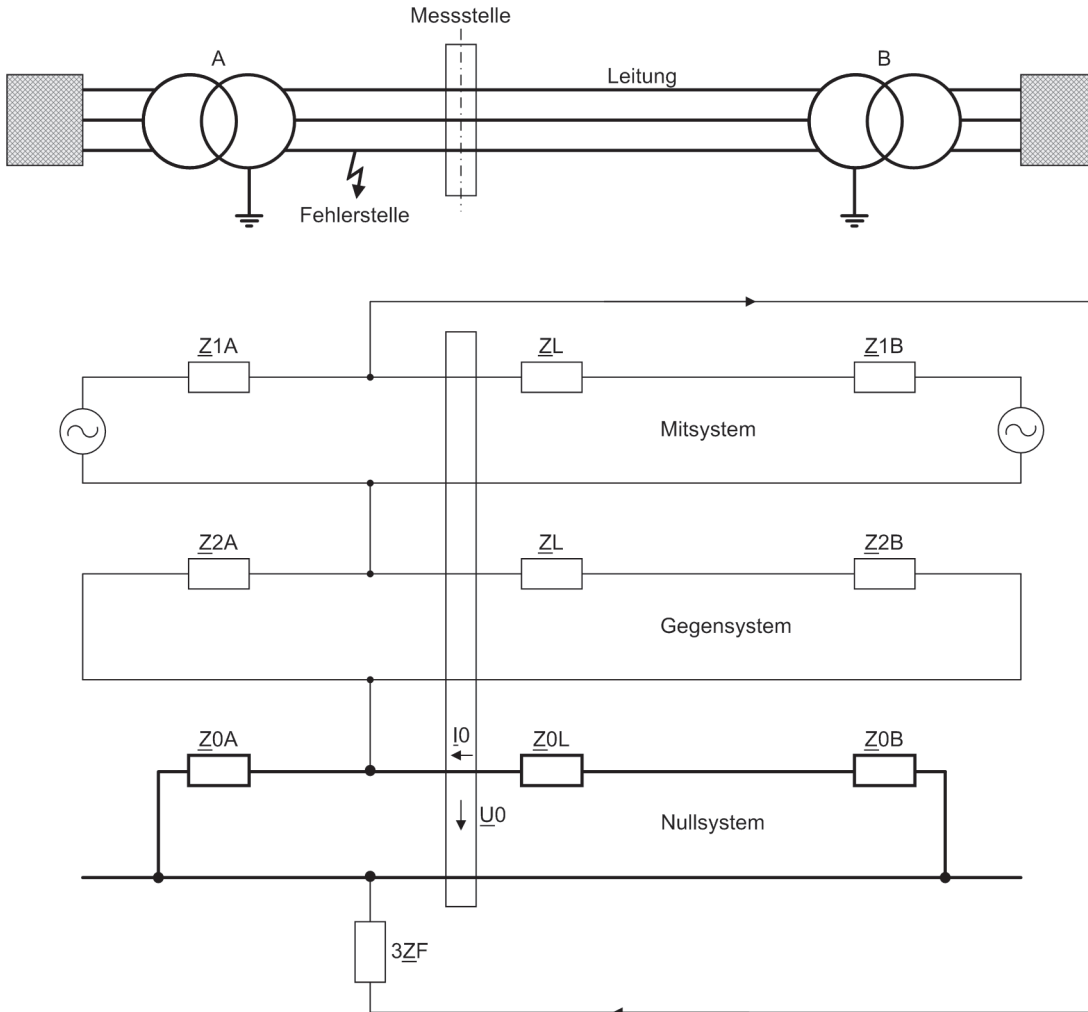 Messstelle
A
B
Leitung
Fehlerstelle
Z1A
ZL
Z1B
Mitsystem
Z2A
ZL
Z2B
Gegensystem
Z0A
I0
Z0L
Z0B
U0
Nullsystem
3ZF